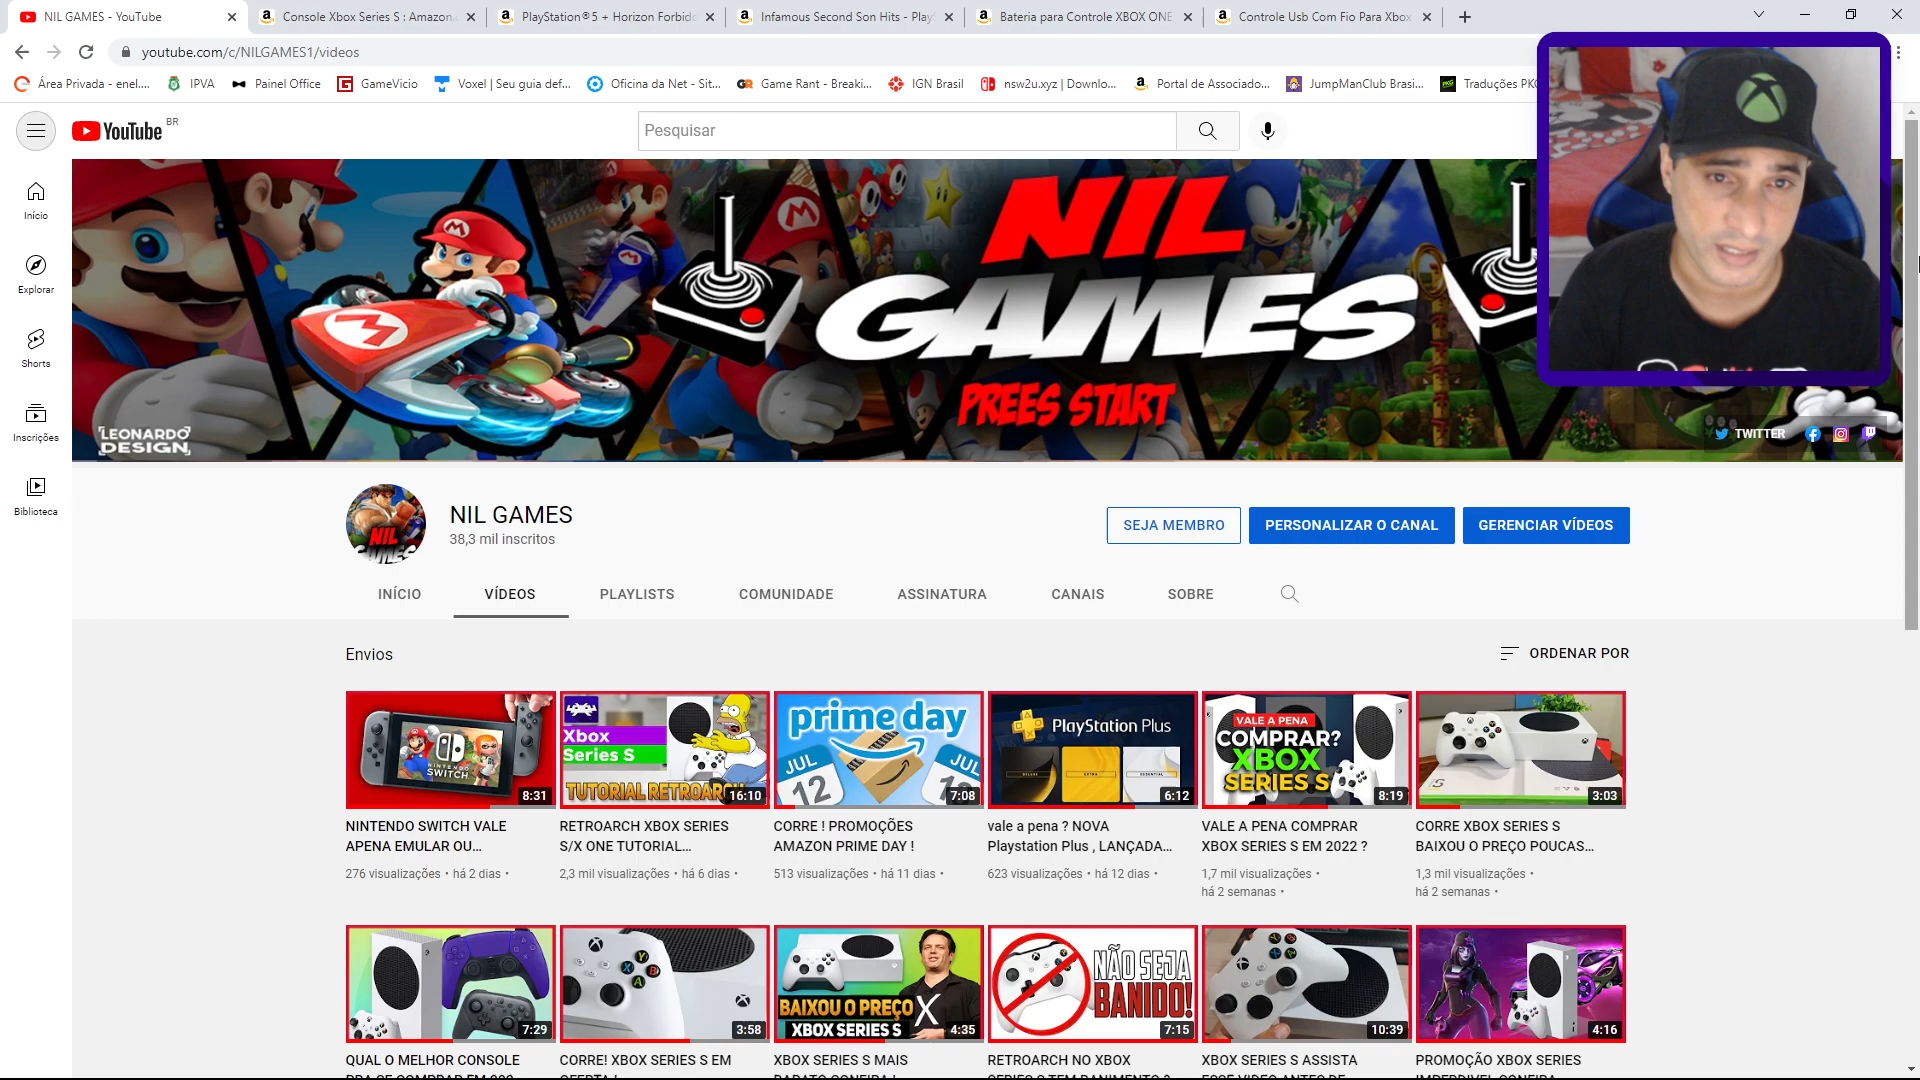 NIL GAMES - YouTube
Console Xbox Series S : Amazon.
PlayStation®5 + Horizon Forbid
Infamous Second Son Hits - Play
Bateria para Controle XBOX ONE
Controle Usb Com Fio Para Xbox
youtube.com/c/NILGAMES1/videos
Área Privada - enel....
IPVA
Painel Office
GameVicio
Voxel | Seu guia def...
Oficina da Net - Sit...
Game Rant - Breaki...
IGN Brasil
nsw2u.xyz | Downlo...
Portal de Associado...
JumpManClub Brasi...
Traduções PKG
YouTube BR
Pesquisar
Início
Explorar
Shorts
Inscrições
Biblioteca
NIL
GAMES
PREES START
LEONARDO
DESIGN
TWITTER
NIL
GAMES
NIL GAMES
38,3 mil inscritos
SEJA MEMBRO
PERSONALIZAR O CANAL
GERENCIAR VÍDEOS
INÍCIO
VÍDEOS
PLAYLISTS
COMUNIDADE
ASSINATURA
CANAIS
SOBRE
Envios
ORDENAR POR
NINTENDO
SWITCH
8:31
Xbox
Series S
TUTORIAL RETROARCH
16:10
prime day
JUL
12
JUL
7:08
PlayStation Plus
DELUXE
EXTRA
ESSENTIAL
6:12
VALE A PENA
COMPRAR?
XBOX
SERIES S
8:19
3:03
NINTENDO SWITCH VALE
APENA EMULAR OU...
276 visualizações • há 2 dias •
RETROARCH XBOX SERIES
S/X ONE TUTORIAL...
2,3 mil visualizações • há 6 dias •
CORRE ! PROMOÇÕES
AMAZON PRIME DAY !
513 visualizações • há 11 dias •
vale a pena ? NOVA
Playstation Plus , LANÇADA...
623 visualizações • há 12 dias •
VALE A PENA COMPRAR
XBOX SERIES S EM 2022 ?
1,7 mil visualizações •
há 2 semanas •
CORRE XBOX SERIES S
BAIXOU O PREÇO POUCAS...
1,3 mil visualizações •
há 2 semanas •
7:29
3:58
BAIXOU O PREÇO
XBOX SERIES S
4:35
NÃO SEJA
BANIDO!
7:15
10:39
4:16
QUAL O MELHOR CONSOLE
CORRE! XBOX SERIES S EM
XBOX SERIES S MAIS
RETROARCH NO XBOX
XBOX SERIES S ASSISTA
PROMOÇÃO XBOX SERIES